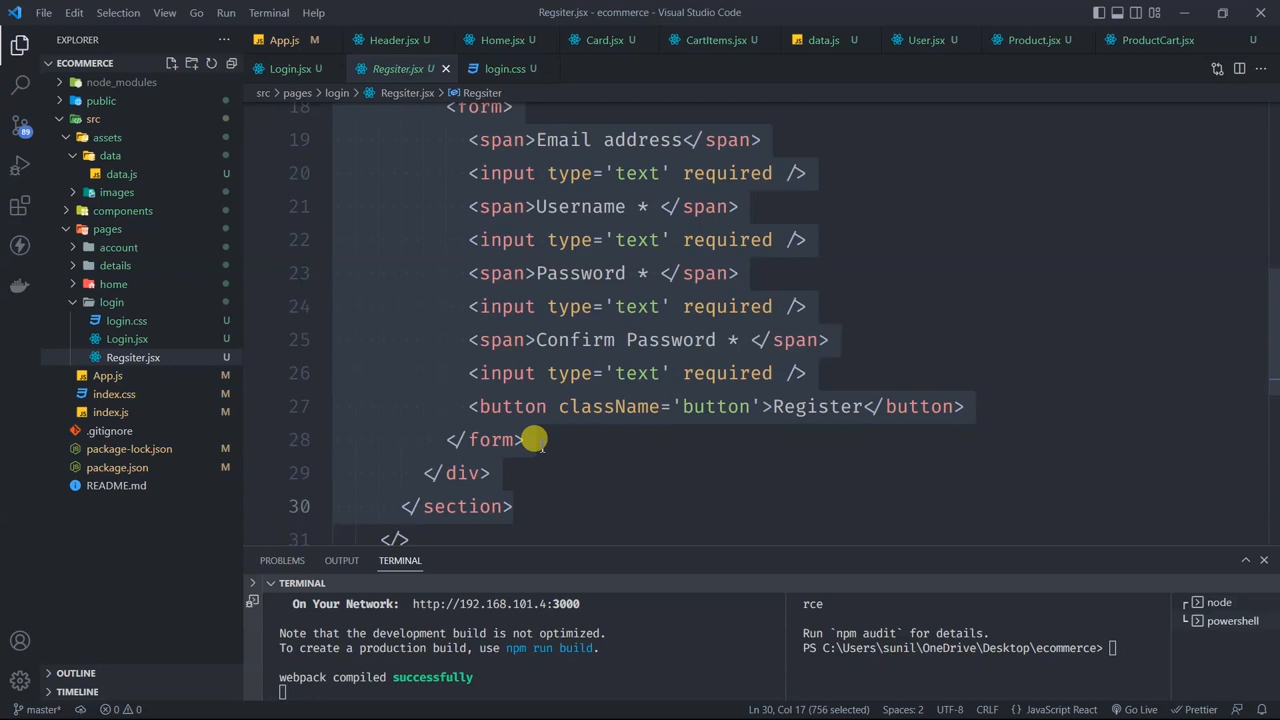 File Edit Selection View Go Run Terminal Help
Regsiter.jsx - ecommerce - Visual Studio Code
EXPLORER
App.js M
Header.jsx U
Home.jsx U
Card.jsx U
CartItems.jsx U
data.js U
User.jsx U
Product.jsx U
ProductCart.jsx U
ECOMMERCE
Login.jsx U
Regsiter.jsx U
login.css U
src > pages > login > Regsiter.jsx > Regsiter
node_modules
public
src
assets
data
data.js U
images
components
pages
account
details
home
login
login.css U
Login.jsx U
Regsiter.jsx U
App.js M
index.css M
index.js M
.gitignore
package-lock.json M
package.json M
README.md
OUTLINE
TIMELINE
89
18 <form>
19 <span>Email address</span>
20 <input type='text' required />
21 <span>Username * </span>
22 <input type='text' required />
23 <span>Password * </span>
24 <input type='text' required />
25 <span>Confirm Password * </span>
26 <input type='text' required />
27 <button className='button'>Register</button>
28 </form>
29 </div>
30 </section>
31 </>
PROBLEMS OUTPUT TERMINAL
TERMINAL
On Your Network: http://192.168.101.4:3000
Note that the development build is not optimized.
To create a production build, use npm run build.
webpack compiled successfully
rce
Run `npm audit` for details.
PS C:\Users\sunil\OneDrive\Desktop\ecommerce>
node
powershell
master* 0 0
Ln 30, Col 17 (756 selected) Spaces: 2 UTF-8 CRLF JavaScript React Go Live Prettier